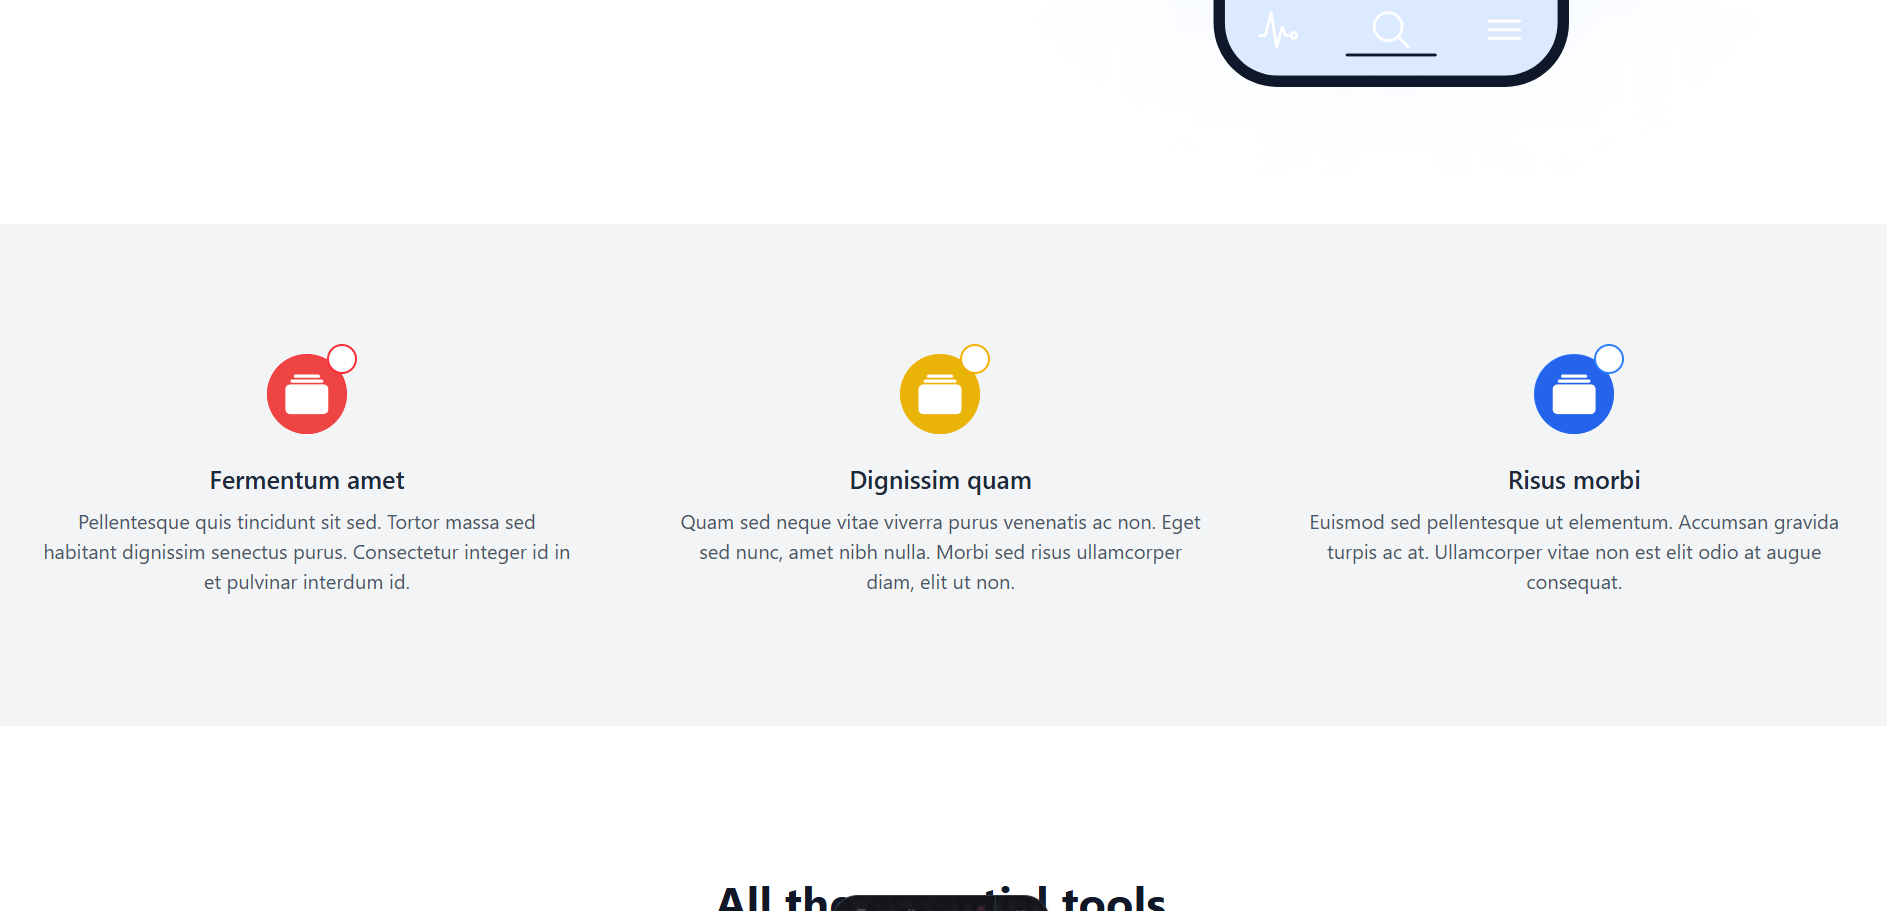 Fermentum amet
Pellentesque quis tincidunt sit sed. Tortor massa sed
habitant dignissim senectus purus. Consectetur integer id in
et pulvinar interdum id.
Dignissim quam
Quam sed neque vitae viverra purus venenatis ac non. Eget
sed nunc, amet nibh nulla. Morbi sed risus ullamcorper
diam, elit ut non.
Risus morbi
Euismod sed pellentesque ut elementum. Accumsan gravida
turpis ac at. Ullamcorper vitae non est elit odio at augue
consequat.
All the essential tools